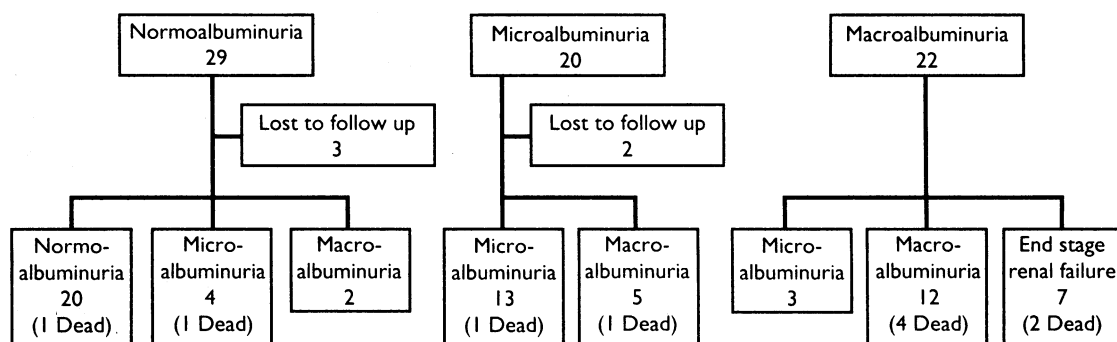 Normoalbuminuria
29
Microalbuminuria
20
Macroalbuminuria
22
Lost to follow up
3
Lost to follow up
2
Normo-
albuminuria
20
(1 Dead)
Micro-
albuminuria
4
(1 Dead)
Macro-
albuminuria
2
Micro-
albuminuria
13
(1 Dead)
Macro-
albuminuria
5
(1 Dead)
Micro-
albuminuria
3
Macro-
albuminuria
12
(4 Dead)
End stage
renal failure
7
(2 Dead)